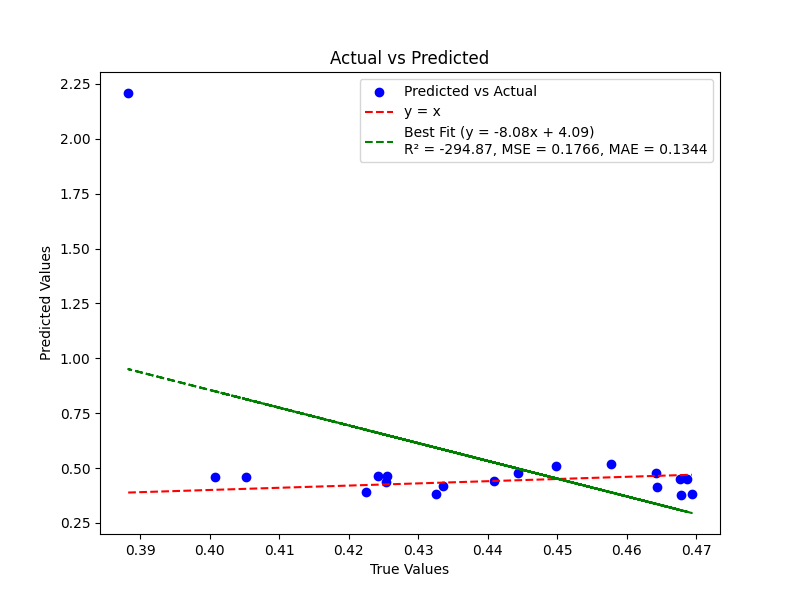 Actual vs Predicted
Predicted vs Actual
y = x
Best Fit (y = -8.08x + 4.09)
R² = -294.87, MSE = 0.1766, MAE = 0.1344
Predicted Values
2.25
2.00
1.75
1.50
1.25
1.00
0.75
0.50
0.25
0.39 0.40 0.41 0.42 0.43 0.44 0.45 0.46 0.47
True Values